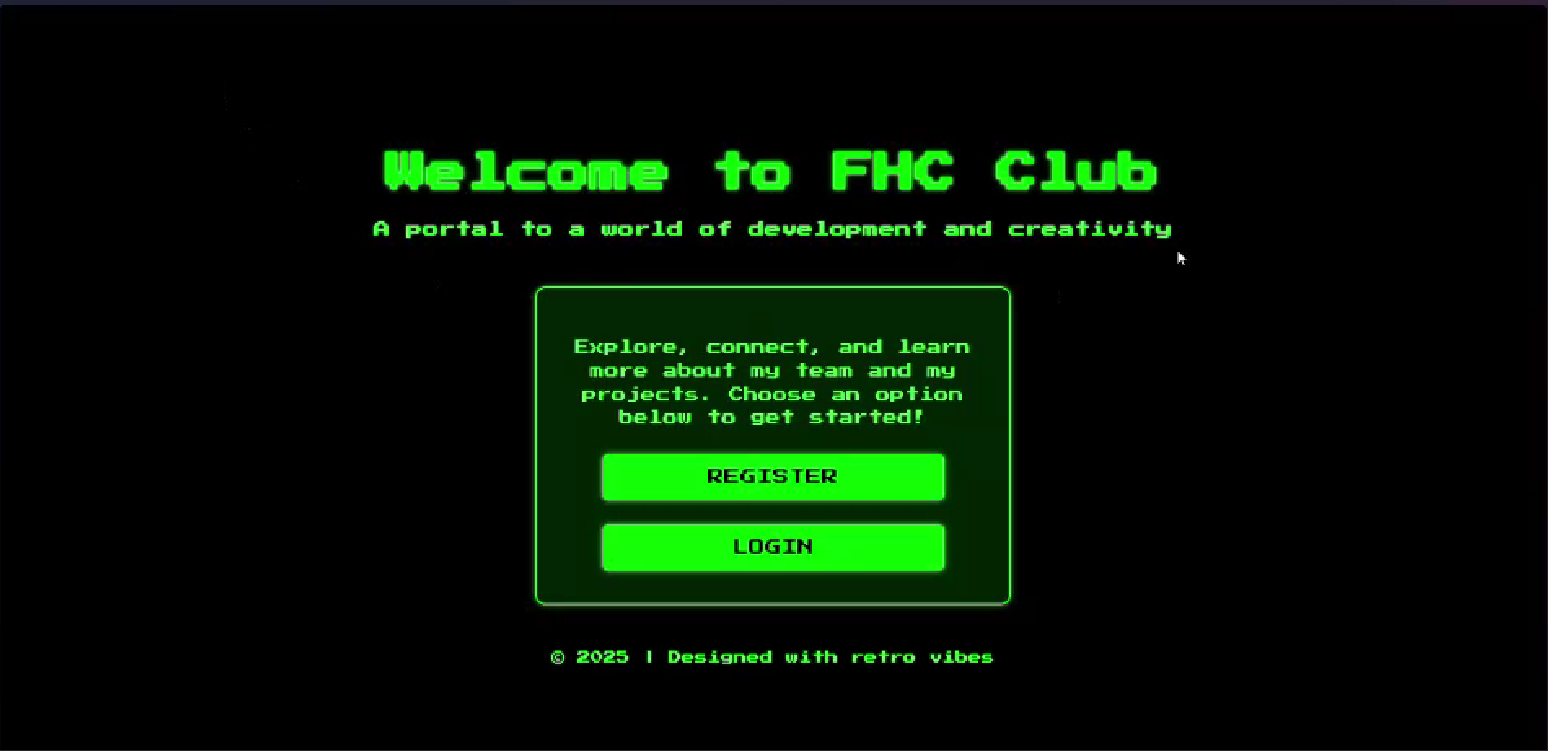 Welcome to FHC Club
A portal to a world of development and creativity
Explore, connect, and learn
more about my team and my
projects. Choose an option
below to get started!
REGISTER
LOGIN
© 2025 | Designed with retro vibes